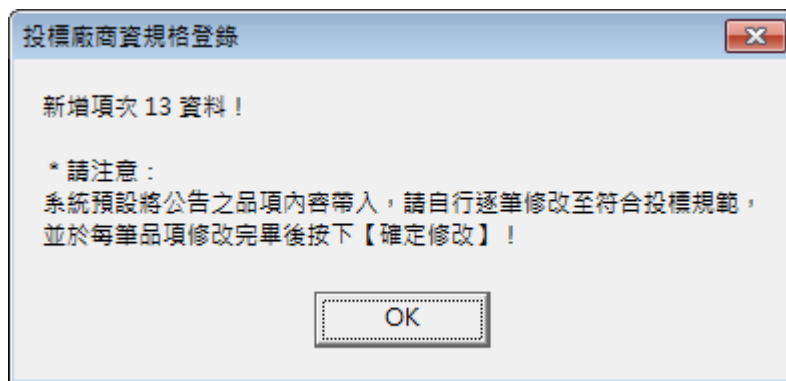 投標廠商資規格登錄
新增項次 13 資料！
* 請注意：
系統預設將公告之品項內容帶入，請自行逐筆修改至符合投標規範，
並於每筆品項修改完畢後按下【確定修改】！
OK